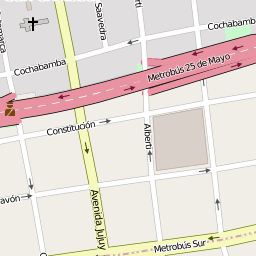 Saavedra
Cochabamba
Cochabamba
Metrobús 25 de Mayo
Constitución
Alberti
Avenida Jujuy
Metrobús Sur